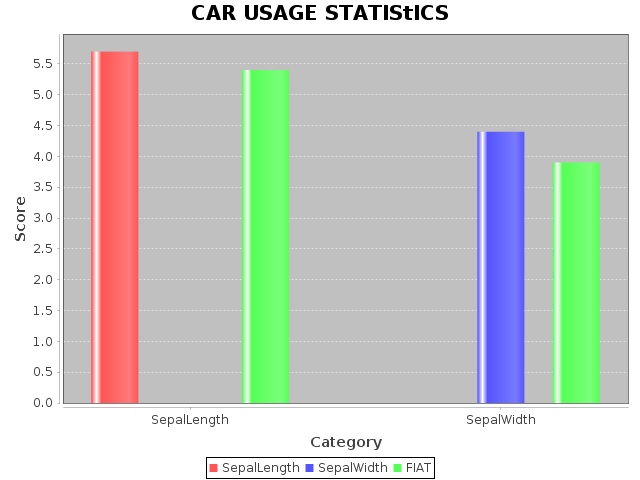 CAR USAGE STATIStICS
5.5
5.0
4.5
4.0
3.5
3.0
2.5
2.0
1.5
1.0
0.5
0.0
Score
SepalLength SepalWidth
Category
SepalLength SepalWidth FIAT